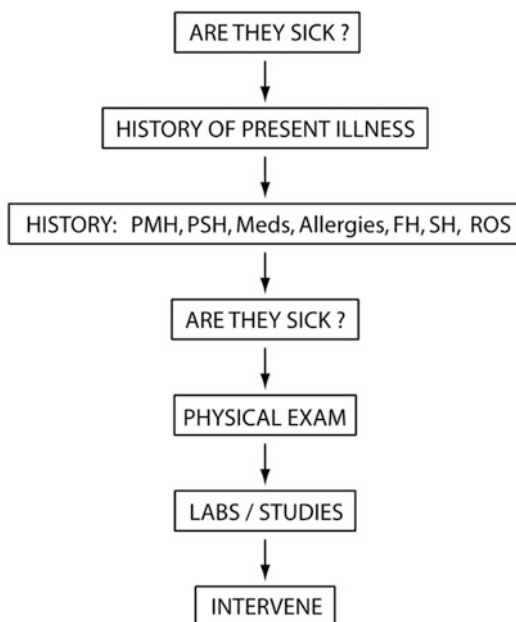 ARE THEY SICK ?
HISTORY OF PRESENT ILLNESS
HISTORY: PMH, PSH, Meds, Allergies, FH, SH, ROS
ARE THEY SICK ?
PHYSICAL EXAM
LABS / STUDIES
INTERVENE